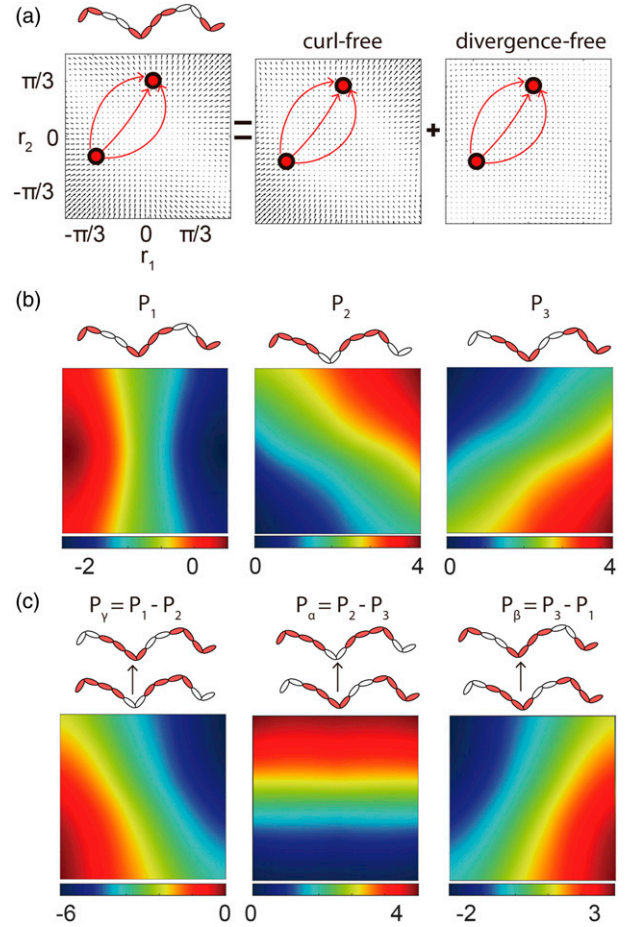 (a)
curl-free divergence-free
π/3
r₂ 0
-π/3
= +
-π/3 0 π/3
r₁
(b)
P₁ P₂ P₃
-2 0 0 4 0 4
(c)
Pγ = P₁ - P₂ Pα = P₂ - P₃ Pβ = P₃ - P₁
-6 0 0 4 -2 3